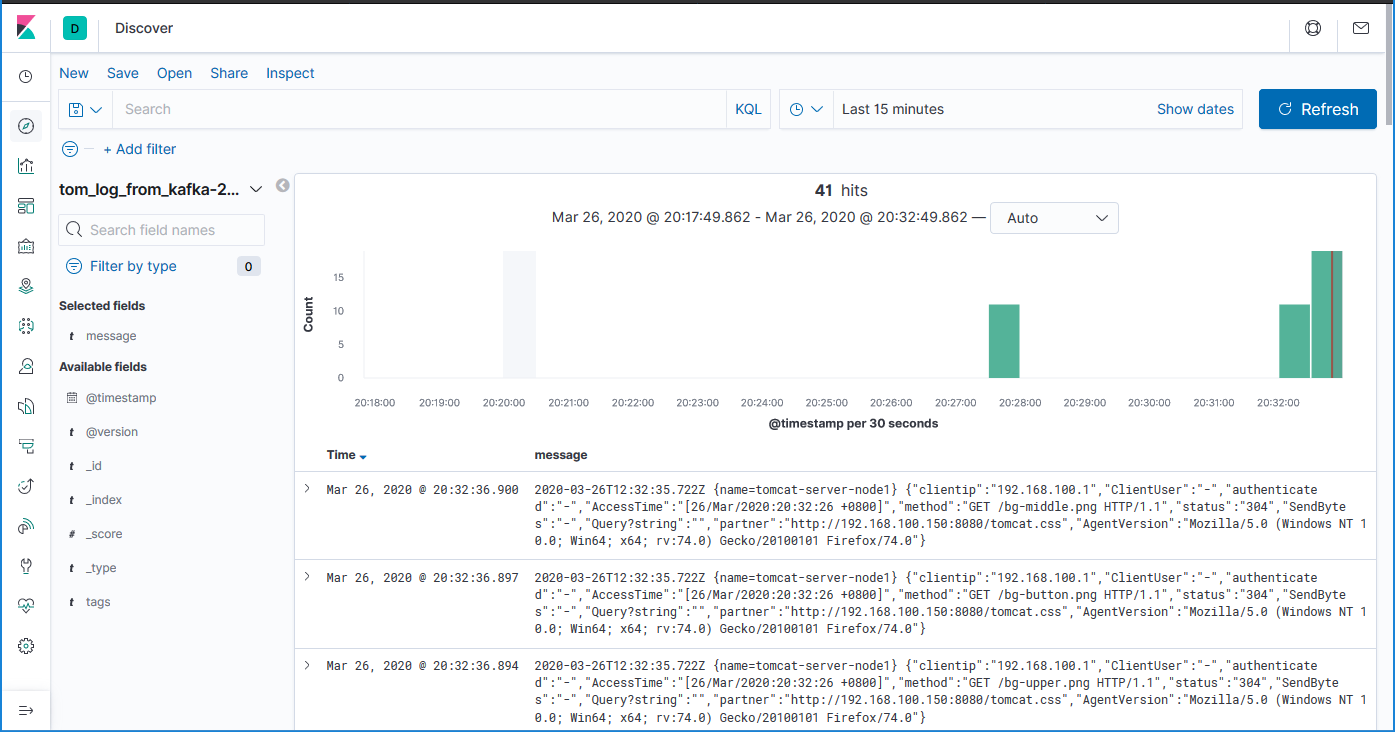 D Discover
New Save Open Share Inspect
Search KQL Last 15 minutes Show dates Refresh
+ Add filter
tom_log_from_kafka-2...
Search field names
Filter by type 0
Selected fields
t message
Available fields
@timestamp
t @version
t _id
t _index
# _score
t _type
t tags
41 hits
Mar 26, 2020 @ 20:17:49.862 - Mar 26, 2020 @ 20:32:49.862 — Auto
Count
15
10
5
0
20:18:00 20:19:00 20:20:00 20:21:00 20:22:00 20:23:00 20:24:00 20:25:00 20:26:00 20:27:00 20:28:00 20:29:00 20:30:00 20:31:00 20:32:00
@timestamp per 30 seconds
Time message
Mar 26, 2020 @ 20:32:36.900 2020-03-26T12:32:35.722Z {name=tomcat-server-node1} {"clientip":"192.168.100.1","ClientUser":"-","authenticate
d":"-","AccessTime":"[26/Mar/2020:20:32:26 +0800]","method":"GET /bg-middle.png HTTP/1.1","status":"304","SendByte
s":"-","Query?string":"","partner":"http://192.168.100.150:8080/tomcat.css","AgentVersion":"Mozilla/5.0 (Windows NT 1
0.0; Win64; x64; rv:74.0) Gecko/20100101 Firefox/74.0"}
Mar 26, 2020 @ 20:32:36.897 2020-03-26T12:32:35.722Z {name=tomcat-server-node1} {"clientip":"192.168.100.1","ClientUser":"-","authenticate
d":"-","AccessTime":"[26/Mar/2020:20:32:26 +0800]","method":"GET /bg-button.png HTTP/1.1","status":"304","SendByte
s":"-","Query?string":"","partner":"http://192.168.100.150:8080/tomcat.css","AgentVersion":"Mozilla/5.0 (Windows NT 1
0.0; Win64; x64; rv:74.0) Gecko/20100101 Firefox/74.0"}
Mar 26, 2020 @ 20:32:36.894 2020-03-26T12:32:35.722Z {name=tomcat-server-node1} {"clientip":"192.168.100.1","ClientUser":"-","authenticate
d":"-","AccessTime":"[26/Mar/2020:20:32:26 +0800]","method":"GET /bg-upper.png HTTP/1.1","status":"304","SendByte
s":"-","Query?string":"","partner":"http://192.168.100.150:8080/tomcat.css","AgentVersion":"Mozilla/5.0 (Windows NT 1
0.0; Win64; x64; rv:74.0) Gecko/20100101 Firefox/74.0"}